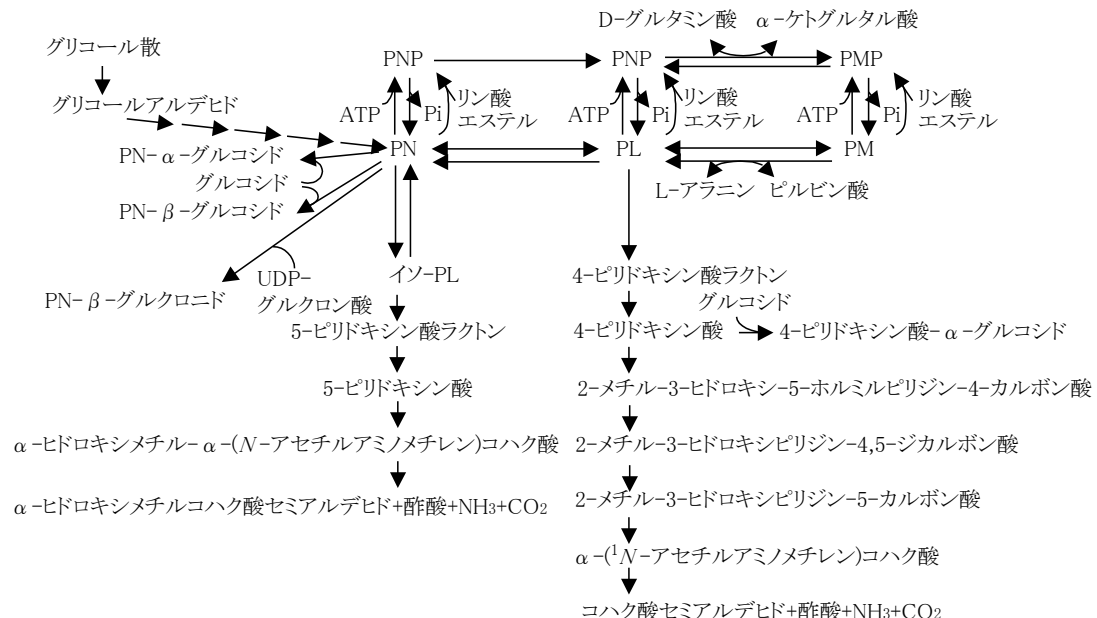 D-グルタミン酸 α-ケトグルタル酸
グリコール散
PNP PNP PMP
グリコールアルデヒド
ATP Pi リン酸
エステル
ATP Pi リン酸
エステル
ATP Pi リン酸
エステル
PN PL PM
PN-α-グルコシド
グルコシド
PN-β-グルコシド
L-アラニン ピルビン酸
PN-β-グルクロニド
UDP-
グルクロン酸
イソ-PL
5-ピリドキシン酸ラクトン
5-ピリドキシン酸
α-ヒドロキシメチル-α-(N-アセチルアミノメチレン)コハク酸
α-ヒドロキシメチルコハク酸セミアルデヒド+酢酸+NH3+CO2
4-ピリドキシン酸ラクトン
グルコシド
4-ピリドキシン酸 4-ピリドキシン酸-α-グルコシド
2-メチル-3-ヒドロキシ-5-ホルミルピリジン-4-カルボン酸
2-メチル-3-ヒドロキシピリジン-4,5-ジカルボン酸
2-メチル-3-ヒドロキシピリジン-5-カルボン酸
α-(1N-アセチルアミノメチレン)コハク酸
コハク酸セミアルデヒド+酢酸+NH3+CO2